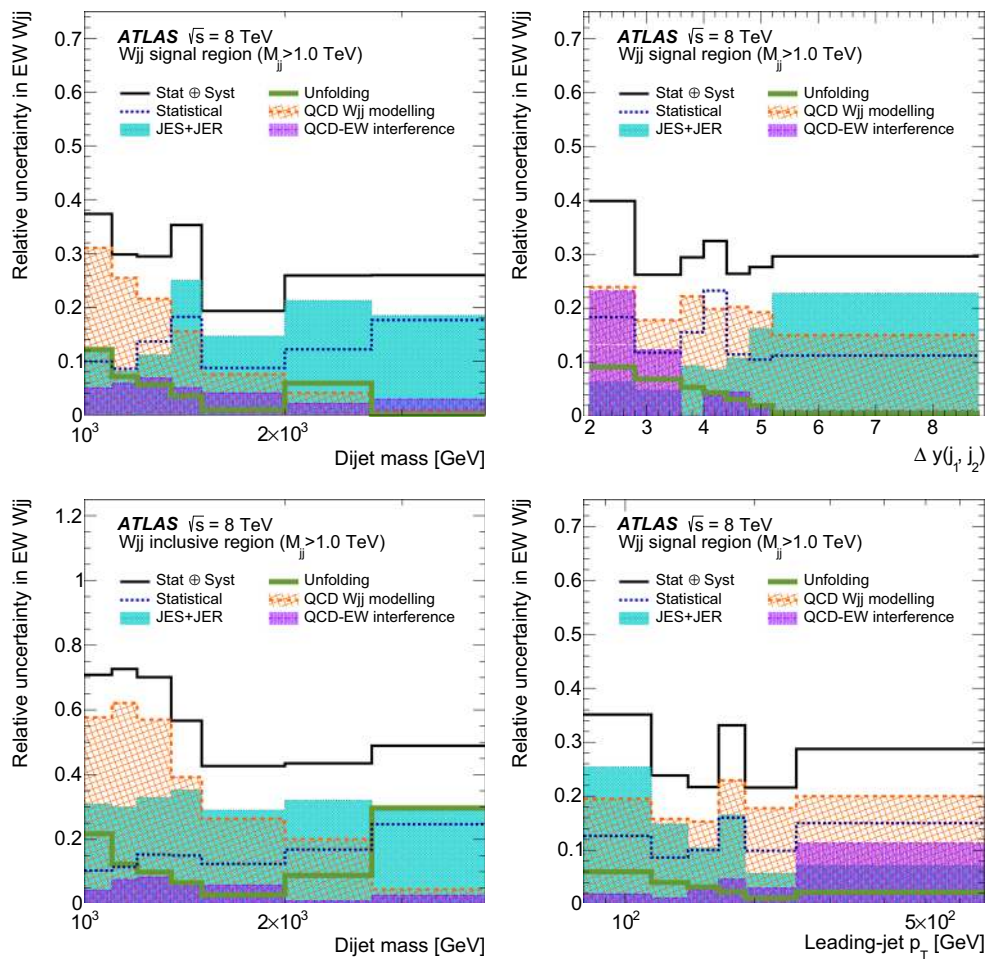 ATLAS √s = 8 TeV
Wjj signal region (M_jj>1.0 TeV)
Stat ⊕ Syst
Statistical
JES+JER
Unfolding
QCD Wjj modelling
QCD-EW interference
Relative uncertainty in EW Wjj
0.7
0.6
0.5
0.4
0.3
0.2
0.1
0
10³ 2×10³
Dijet mass [GeV]
ATLAS √s = 8 TeV
Wjj signal region (M_jj>1.0 TeV)
Stat ⊕ Syst
Statistical
JES+JER
Unfolding
QCD Wjj modelling
QCD-EW interference
Relative uncertainty in EW Wjj
0.7
0.6
0.5
0.4
0.3
0.2
0.1
0
2 3 4 5 6 7 8
Δ y(j_1, j_2)
ATLAS √s = 8 TeV
Wjj inclusive region (M_jj>1.0 TeV)
Stat ⊕ Syst
Statistical
JES+JER
Unfolding
QCD Wjj modelling
QCD-EW interference
Relative uncertainty in EW Wjj
1.2
1
0.8
0.6
0.4
0.2
0
10³ 2×10³
Dijet mass [GeV]
ATLAS √s = 8 TeV
Wjj signal region (M_jj>1.0 TeV)
Stat ⊕ Syst
Statistical
JES+JER
Unfolding
QCD Wjj modelling
QCD-EW interference
Relative uncertainty in EW Wjj
0.7
0.6
0.5
0.4
0.3
0.2
0.1
0
10² 5×10²
Leading-jet p_T [GeV]